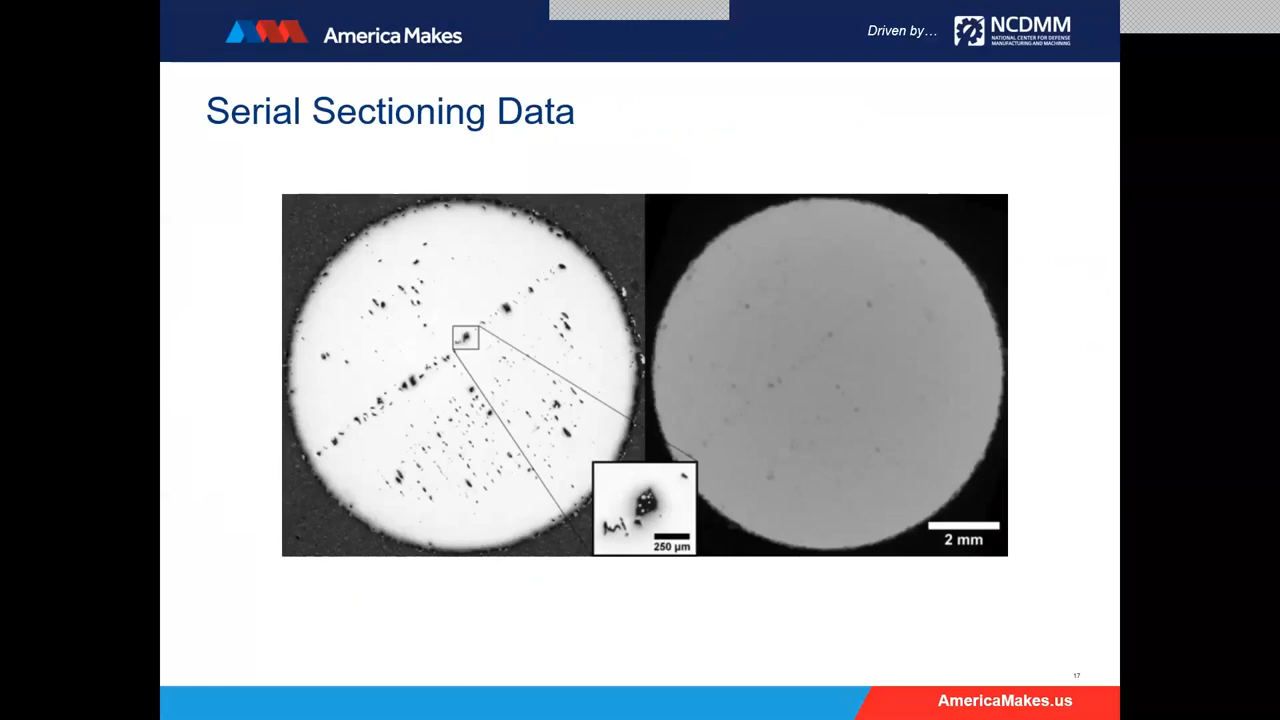 America Makes
Driven by…
NCDMM
NATIONAL CENTER FOR DEFENSE
MANUFACTURING AND MACHINING
Serial Sectioning Data
250 µm
2 mm
17
AmericaMakes.us